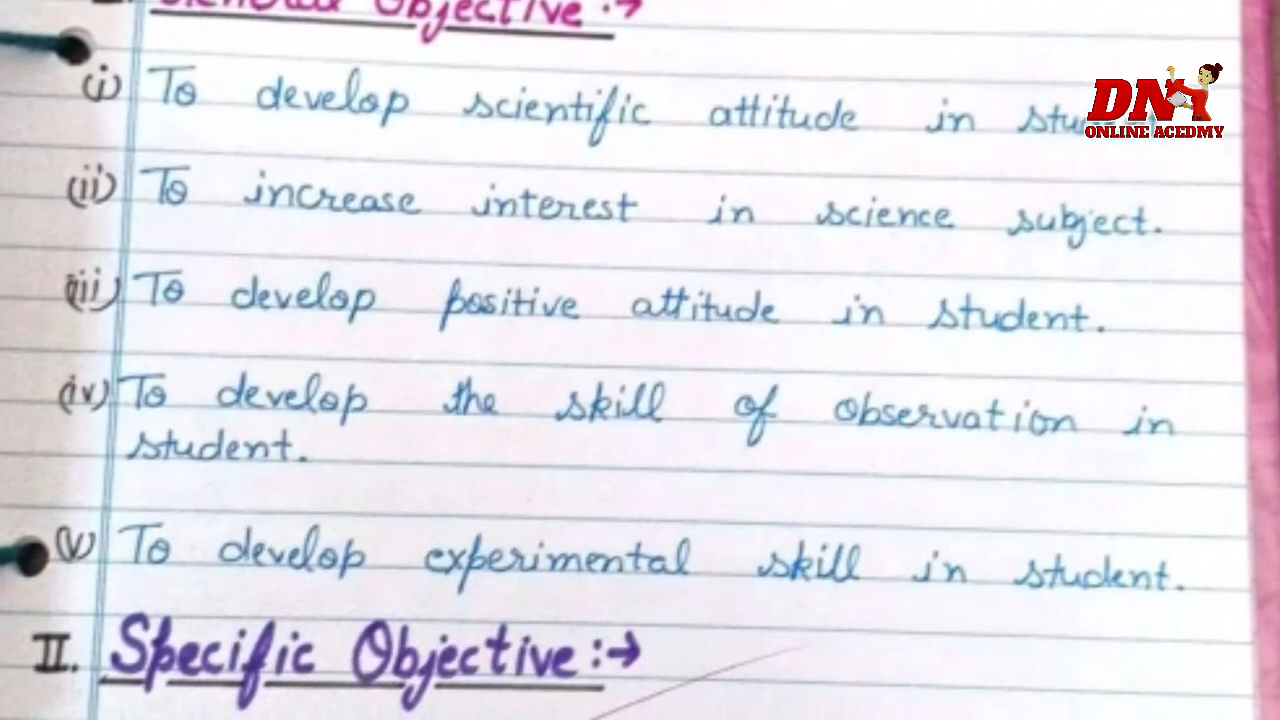 Objective :→
(i) To develop scientific attitude in
(ii) To increase interest in science subject.
(iii) To develop positive attitude in student.
(iv) To develop the skill of observation in
student.
(v) To develop experimental skill in student.
II. Specific Objective :→
DNA
ONLINE ACEDMY